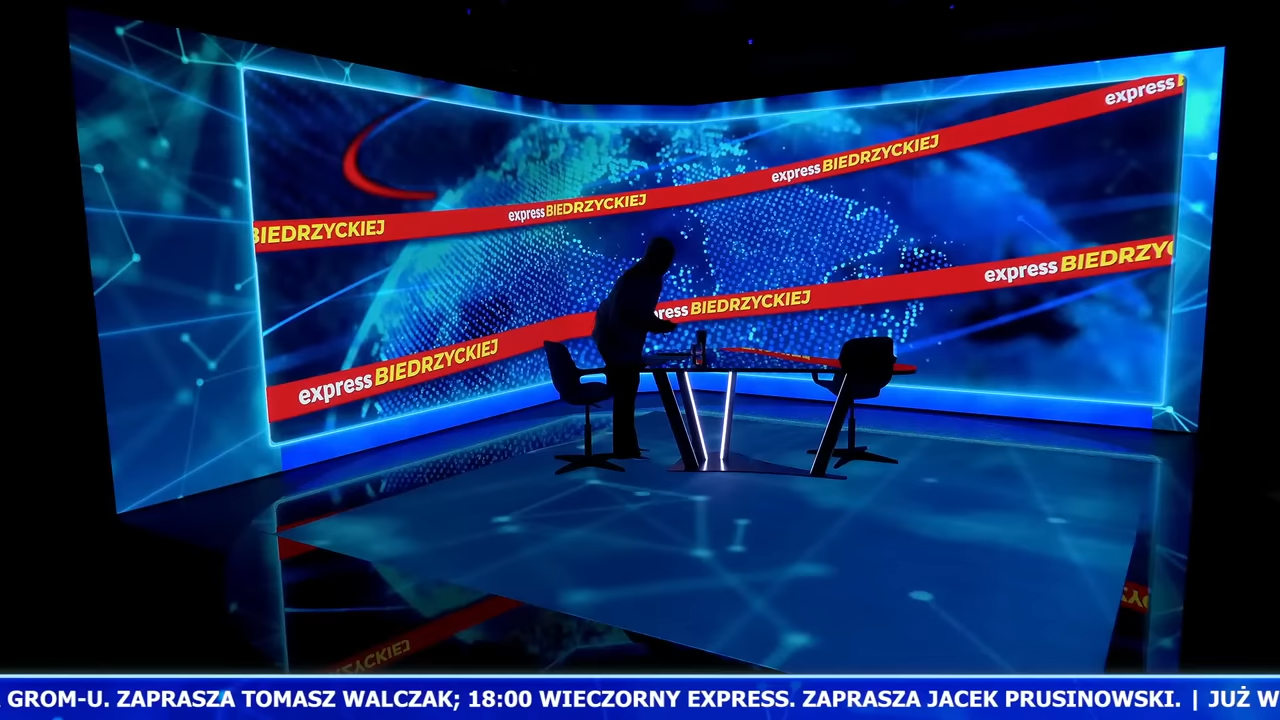 express
BIEDRZYCKIEJ
express BIEDRZYCKIEJ
express BIEDRZYCKIEJ
express BIEDRZYCKIEJ
BIEDRZYCKIEJ
express
GROM-U. ZAPRASZA TOMASZ WALCZAK; 18:00 WIECZORNY EXPRESS. ZAPRASZA JACEK PRUSINOWSKI. | JUŻ W